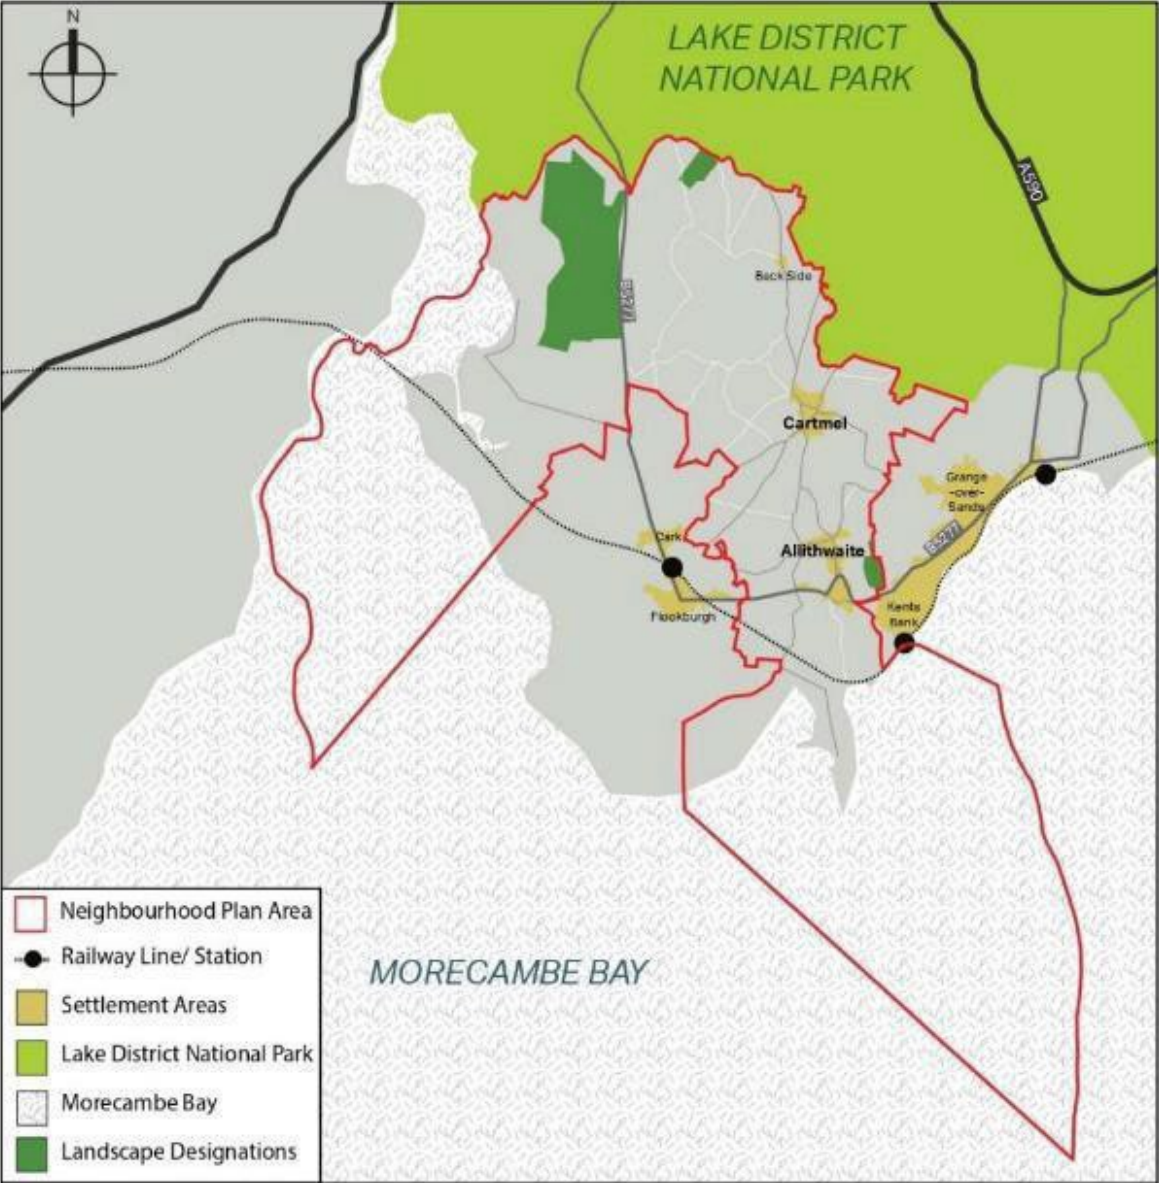 N
LAKE DISTRICT
NATIONAL PARK
A590
Beck Side
B5277
Cartmel
Grange
-over-
Sands
B5277
Cark
Allithwaite
Flookburgh
Kents
Bank
MORECAMBE BAY
Neighbourhood Plan Area
Railway Line/ Station
Settlement Areas
Lake District National Park
Morecambe Bay
Landscape Designations